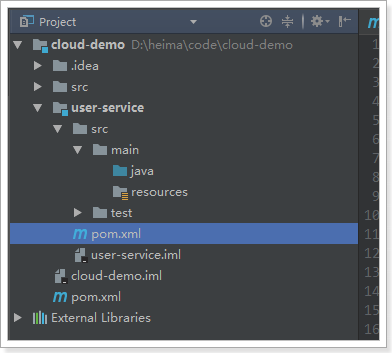 Project
cloud-demo D:\heima\code\cloud-demo
.idea
src
user-service
src
main
java
resources
test
pom.xml
user-service.iml
cloud-demo.iml
pom.xml
External Libraries
1
2
3
4
5
6
7
8
9
10
11
12
13
14
15
16